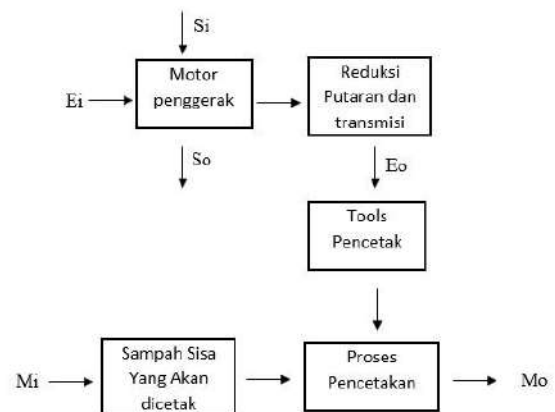 Si
Motor
penggerak
Reduksi
Putaran dan
transmisi
Ei
So
Eo
Tools
Pencetak
Sampah Sisa
Yang Akan
dicetak
Proses
Pencetakan
Mi
Mo